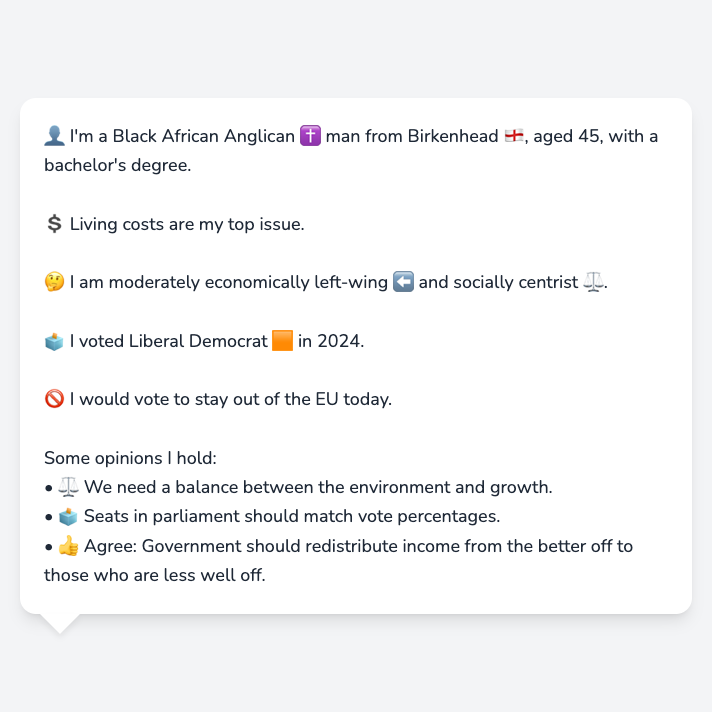 👤 I'm a Black African Anglican ✝️ man from Birkenhead 🏴󠁧󠁢󠁥󠁮󠁧󠁿, aged 45, with a
bachelor's degree.
💲 Living costs are my top issue.
🤔 I am moderately economically left-wing ⬅️ and socially centrist ⚖️.
🗳️ I voted Liberal Democrat 🟧 in 2024.
🚫 I would vote to stay out of the EU today.
Some opinions I hold:
• ⚖️ We need a balance between the environment and growth.
• 🗳️ Seats in parliament should match vote percentages.
• 👍 Agree: Government should redistribute income from the better off to
those who are less well off.